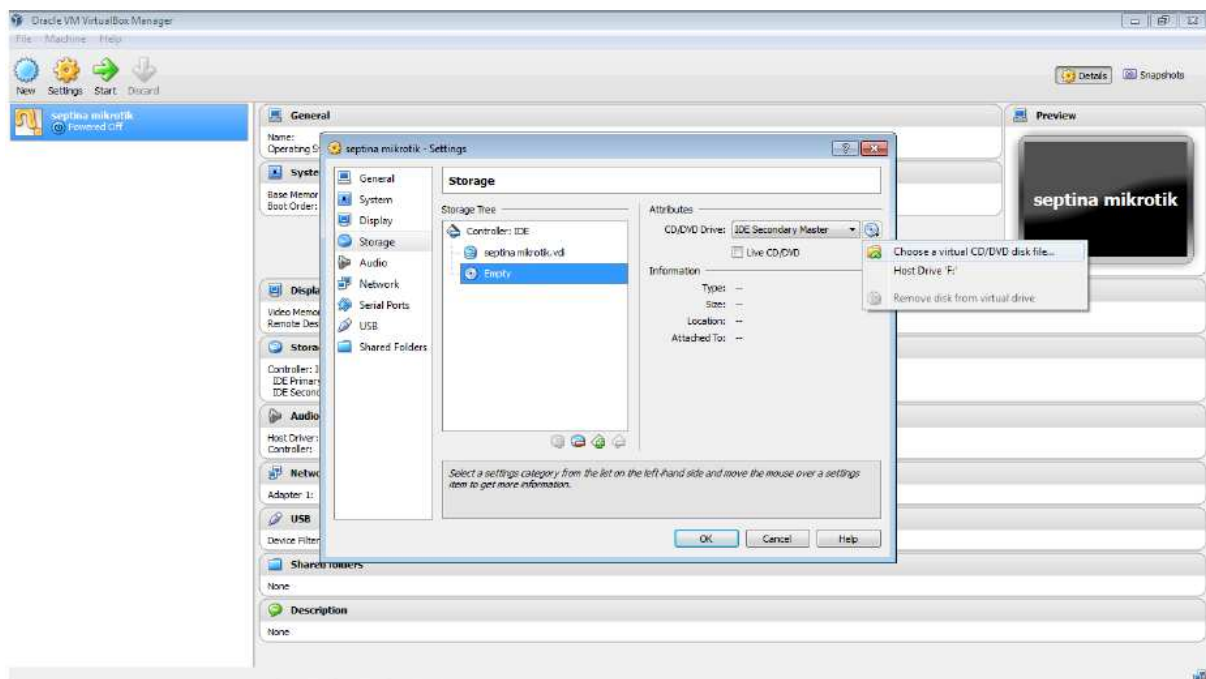 Oracle VM VirtualBox Manager
File Machine Help
New Settings Start Discard
Details Snapshots
septina mikrotik
Powered Off
General
Name:
Operating S
Preview
septina mikrotik
Syste
Base Memor
Boot Order:
Displa
Video Memo
Remote Des
Stora
Controller: I
IDE Primar
IDE Second
Audio
Host Driver:
Controller:
Netwo
Adapter 1:
USB
Device Filter
Shared folders
None
Description
None
septina mikrotik - Settings
General
System
Display
Storage
Audio
Network
Serial Ports
USB
Shared Folders
Storage
Storage Tree
Controller: IDE
septina mikrotik.vdi
Empty
Attributes
CD/DVD Drive: IDE Secondary Master
Live CD/DVD
Information
Type: --
Size: --
Location: --
Attached To: --
Choose a virtual CD/DVD disk file...
Host Drive 'F:'
Remove disk from virtual drive
Select a settings category from the list on the left-hand side and move the mouse over a settings
item to get more information.
OK Cancel Help